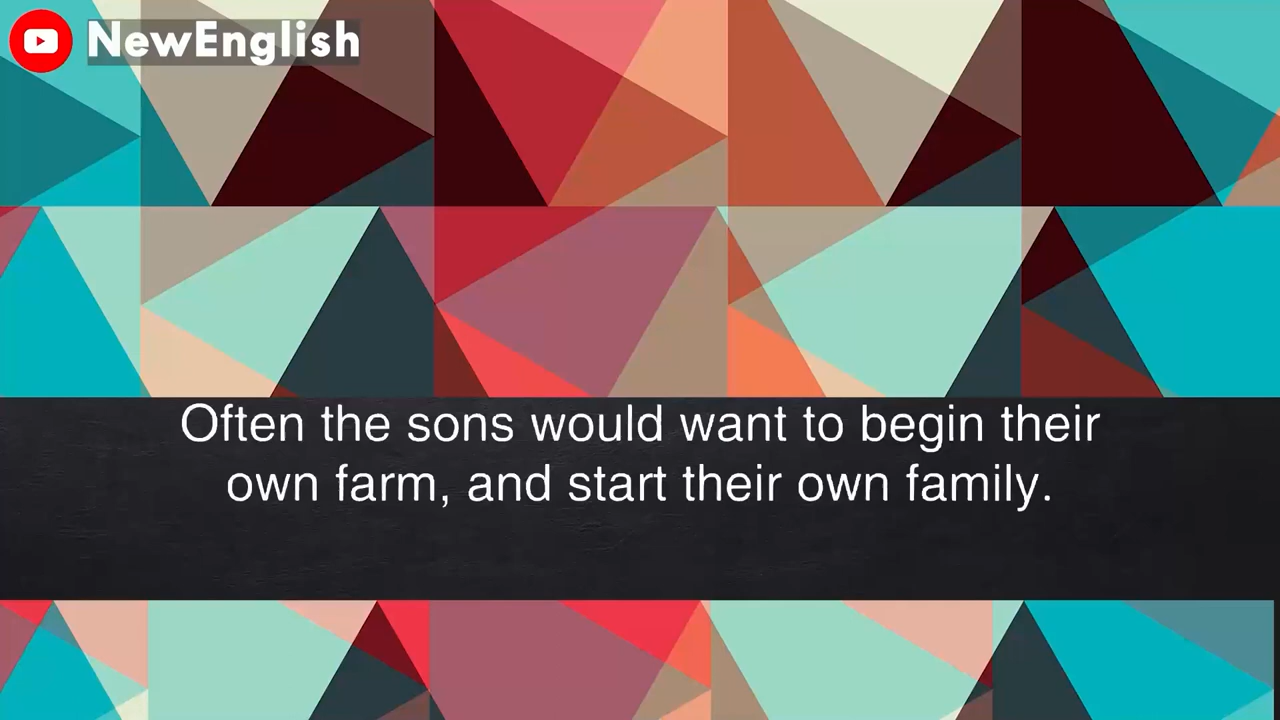 NewEnglish
Often the sons would want to begin their
own farm, and start their own family.